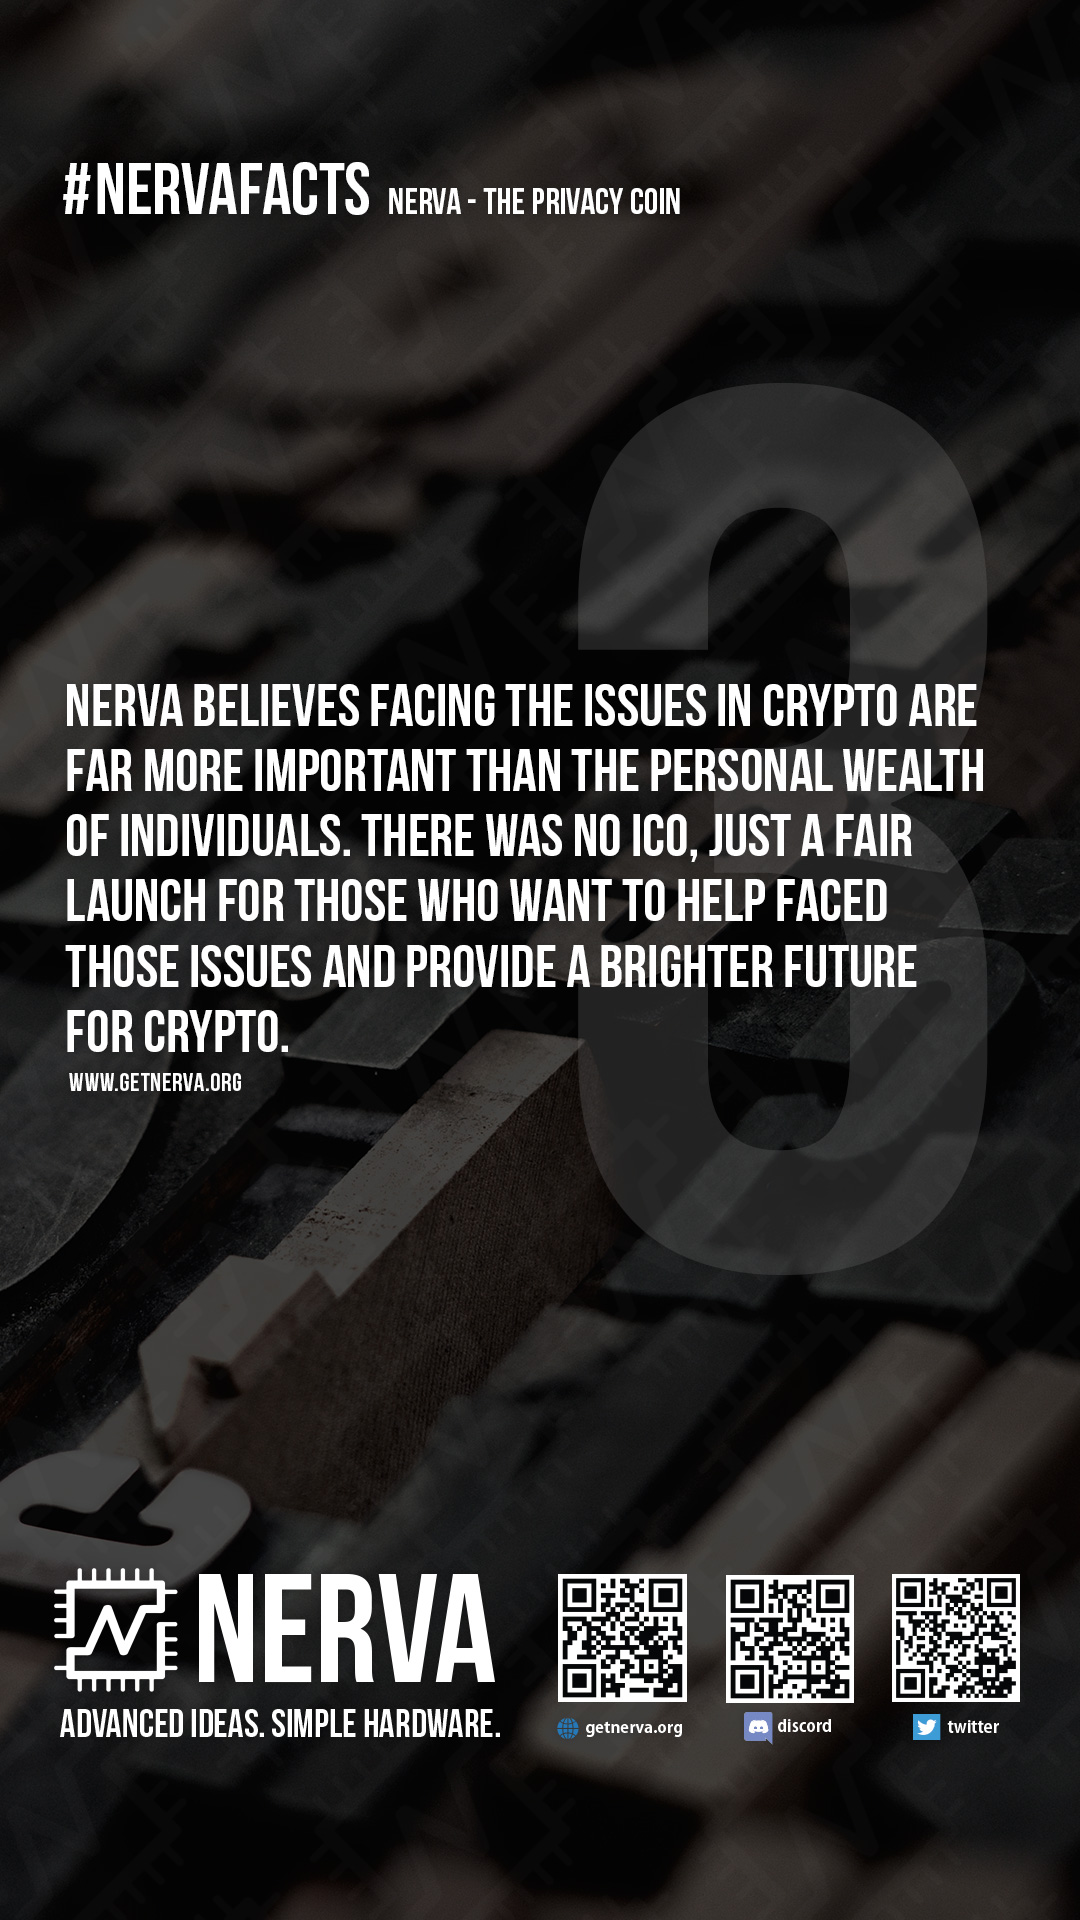 #NERVAFACTS NERVA - THE PRIVACY COIN
3
NERVA BELIEVES FACING THE ISSUES IN CRYPTO ARE
FAR MORE IMPORTANT THAN THE PERSONAL WEALTH
OF INDIVIDUALS. THERE WAS NO ICO, JUST A FAIR
LAUNCH FOR THOSE WHO WANT TO HELP FACED
THOSE ISSUES AND PROVIDE A BRIGHTER FUTURE
FOR CRYPTO.
WWW.GETNERVA.ORG
NERVA
ADVANCED IDEAS. SIMPLE HARDWARE.
getnerva.org discord twitter